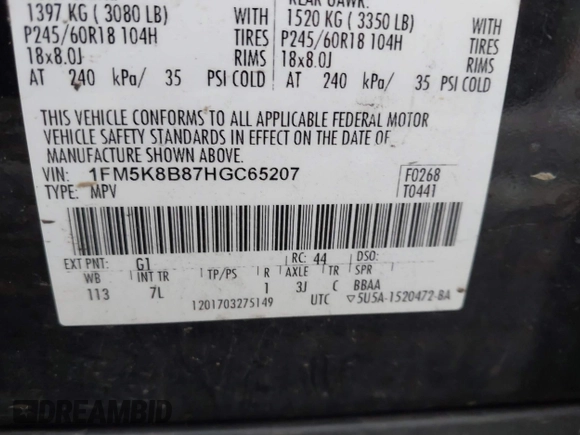 1397 KG ( 3080 LB) WITH 1520 KG ( 3350 LB) WITH
P245/60R18 104H TIRES P245/60R18 104H TIRES
18x8.0J RIMS 18x8.0J RIMS
AT 240 kPa/ 35 PSI COLD AT 240 kPa/ 35 PSI COLD
THIS VEHICLE CONFORMS TO ALL APPLICABLE FEDERAL MOTOR
VEHICLE SAFETY STANDARDS IN EFFECT ON THE DATE OF
MANUFACTURE SHOWN ABOVE.
VIN: 1FM5K8B87HGC65207 F0268
TYPE: MPV T0441
EXT PNT: G1 RC: 44 DSO:
WB INT TR TP/PS R AXLE TR SPR
113 7L 1 3J C BBAA
1201703275149 UTC ▽5U5A-1520472-BA
DREAMBID